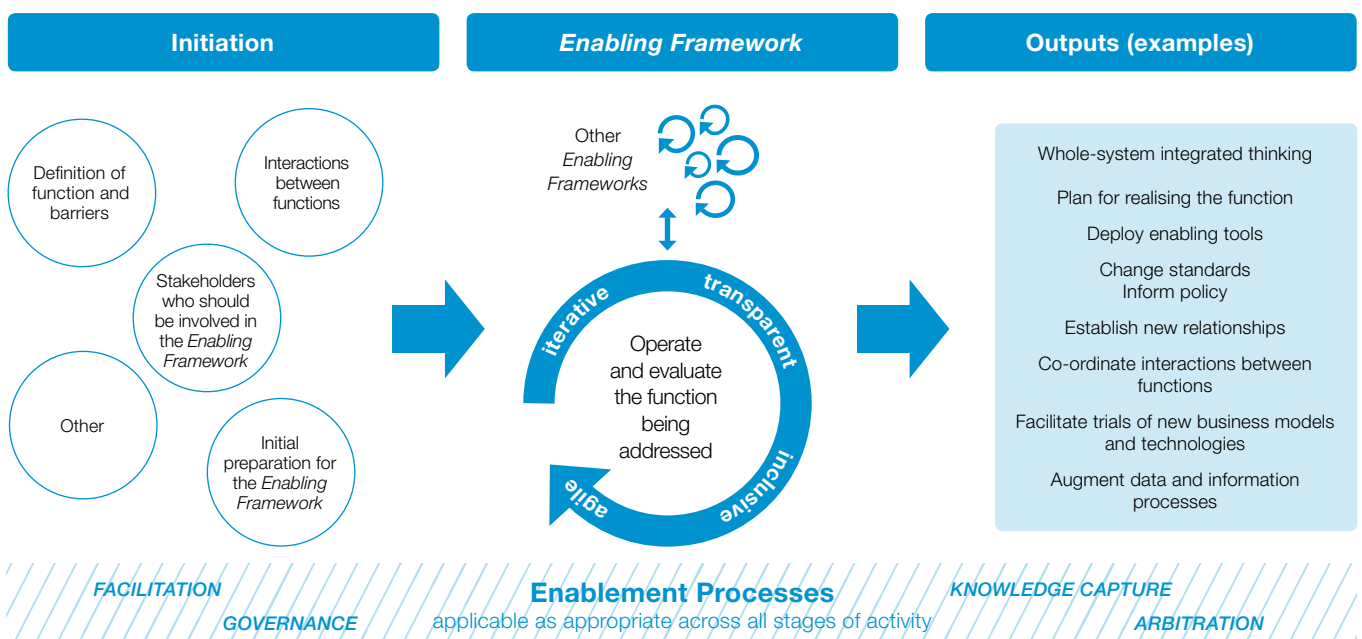 Initiation
Enabling Framework
Outputs (examples)
Definition of
function and
barriers
Interactions
between
functions
Stakeholders
who should
be involved in
the Enabling
Framework
Other
Initial
preparation for
the Enabling
Framework
Other
Enabling
Frameworks
iterative
transparent
inclusive
agile
Operate
and evaluate
the function
being
addressed
Whole-system integrated thinking
Plan for realising the function
Deploy enabling tools
Change standards
Inform policy
Establish new relationships
Co-ordinate interactions between
functions
Facilitate trials of new business models
and technologies
Augment data and information
processes
FACILITATION
GOVERNANCE
Enablement Processes
applicable as appropriate across all stages of activity
KNOWLEDGE CAPTURE
ARBITRATION